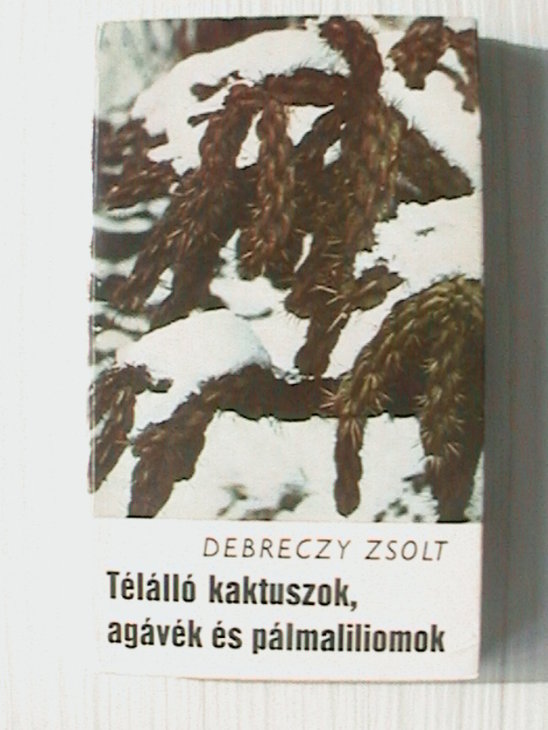 DEBRECZY ZSOLT
Télálló kaktuszok,
agávék és pálmaliliomok